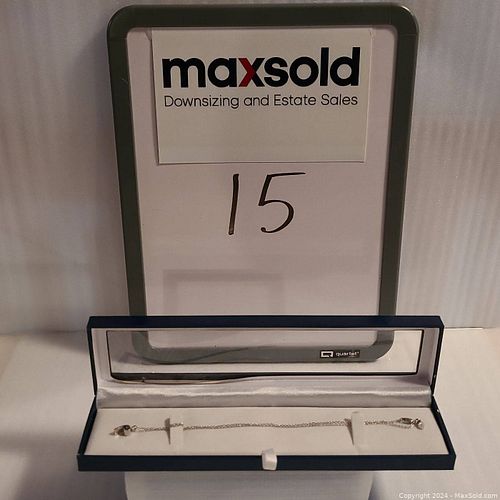 maxsold
Downsizing and Estate Sales
15
quartet
Copyright © 2024 - MaxSold.com